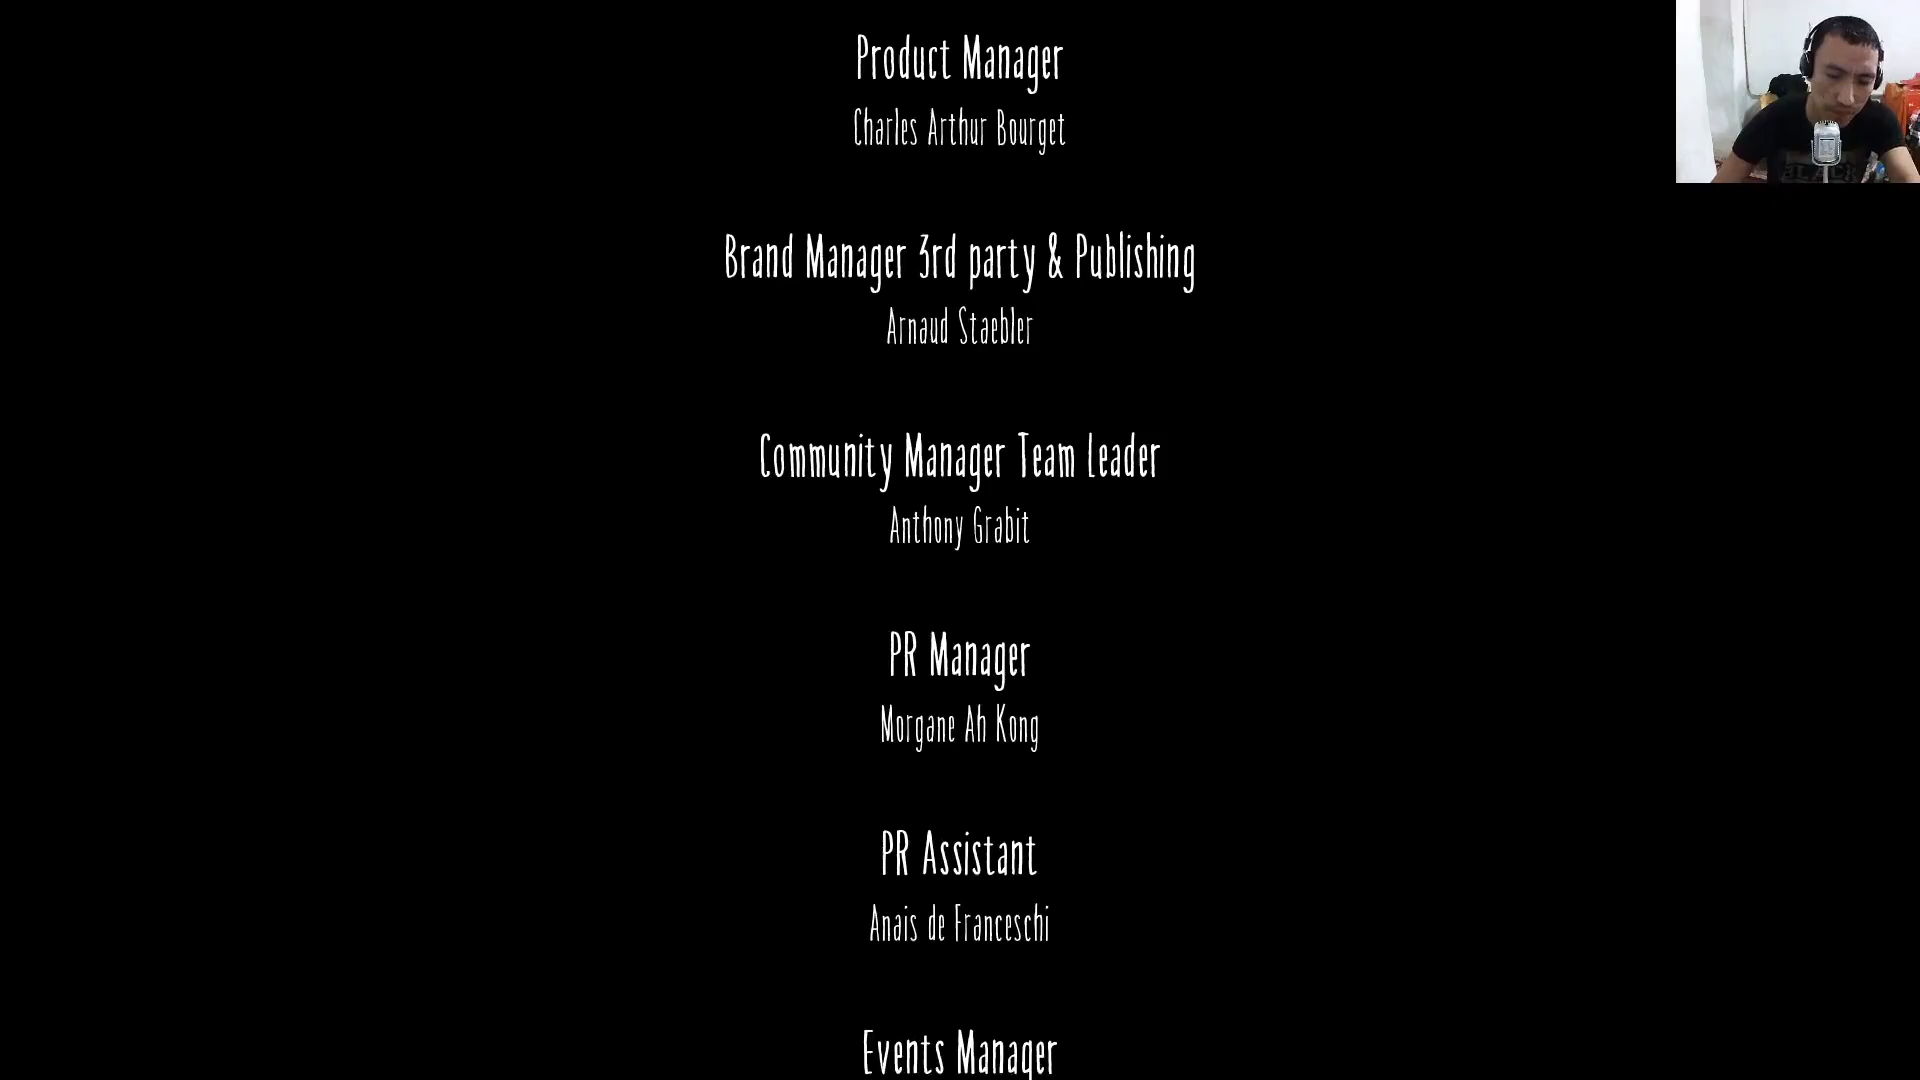 Product Manager
Charles Arthur Bourget
Brand Manager 3rd party & Publishing
Arnaud Staebler
Community Manager Team Leader
Anthony Grabit
PR Manager
Morgane Ah Kong
PR Assistant
Anais de Franceschi
Events Manager
BLACK